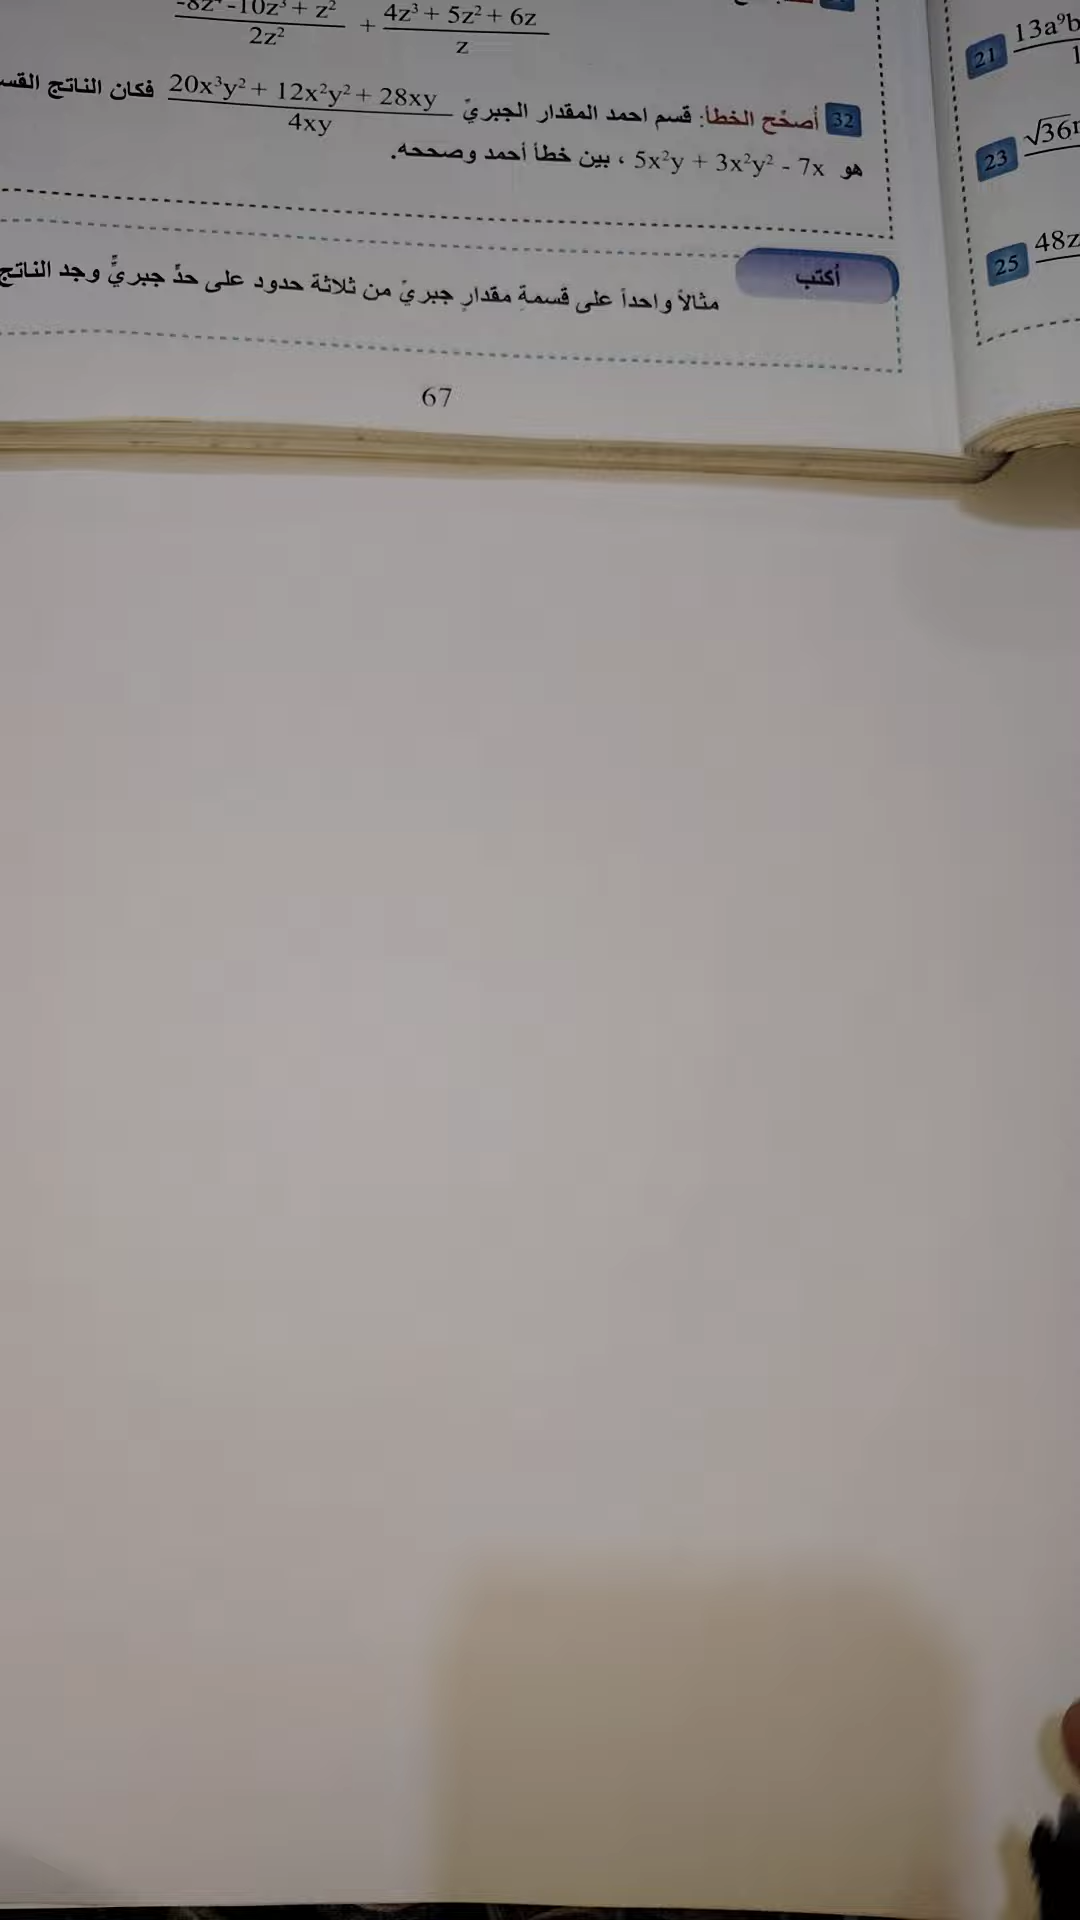 -8z⁴-10z³ + z² / 2z² + 4z³ + 5z² + 6z / z
32 أصحّح الخطأ: قسم احمد المقدار الجبريّ 20x³y² + 12x²y² + 28xy / 4xy فكان الناتج
هو 5x²y + 3x²y² - 7x ، بين خطأ أحمد وصححه.
أكتب
مثالاً واحداً على قسمةِ مقدارٍ جبريّ من ثلاثة حدود على حدٍّ جبريٍّ وجد الناتج
67
21 13a⁹b
23 √36
25 48z